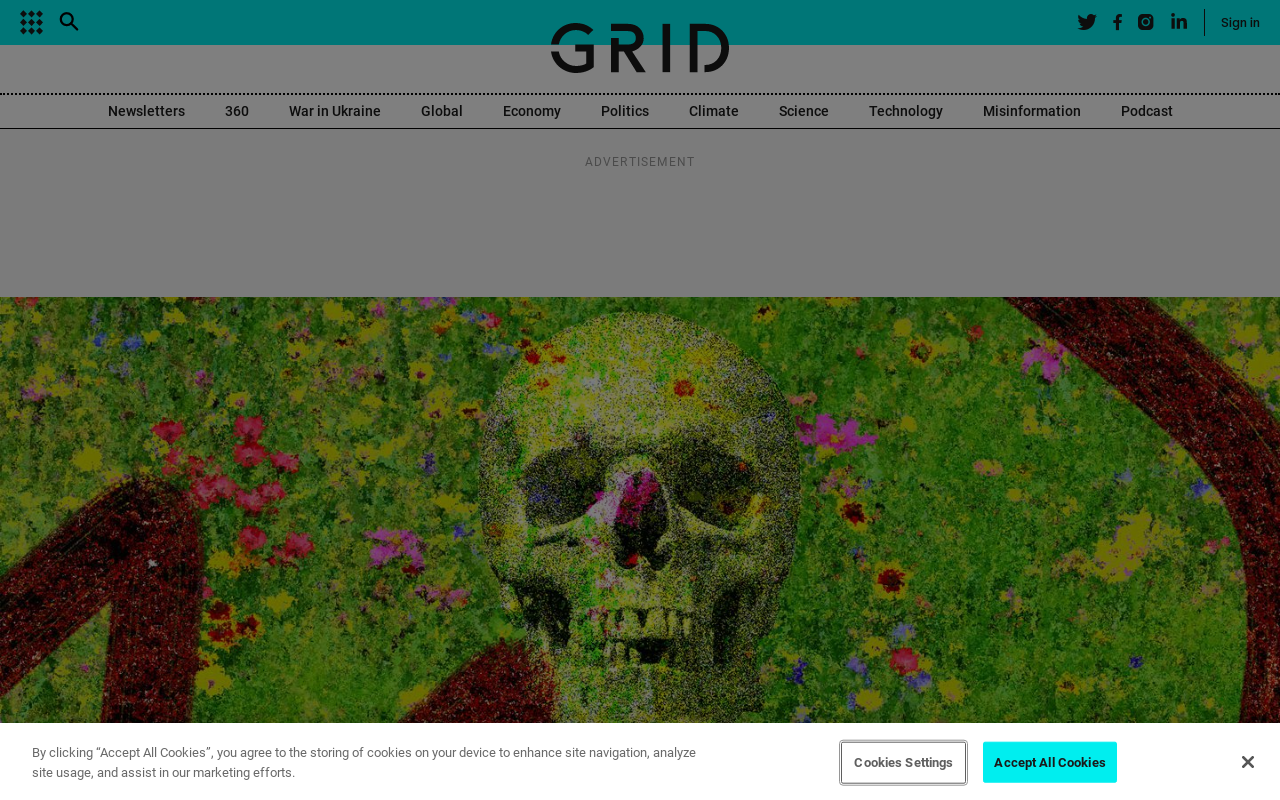 GRID
Sign in
Newsletters 360 War in Ukraine Global Economy Politics Climate Science Technology Misinformation Podcast
ADVERTISEMENT
By clicking “Accept All Cookies”, you agree to the storing of cookies on your device to enhance site navigation, analyze
site usage, and assist in our marketing efforts.
Cookies Settings
Accept All Cookies